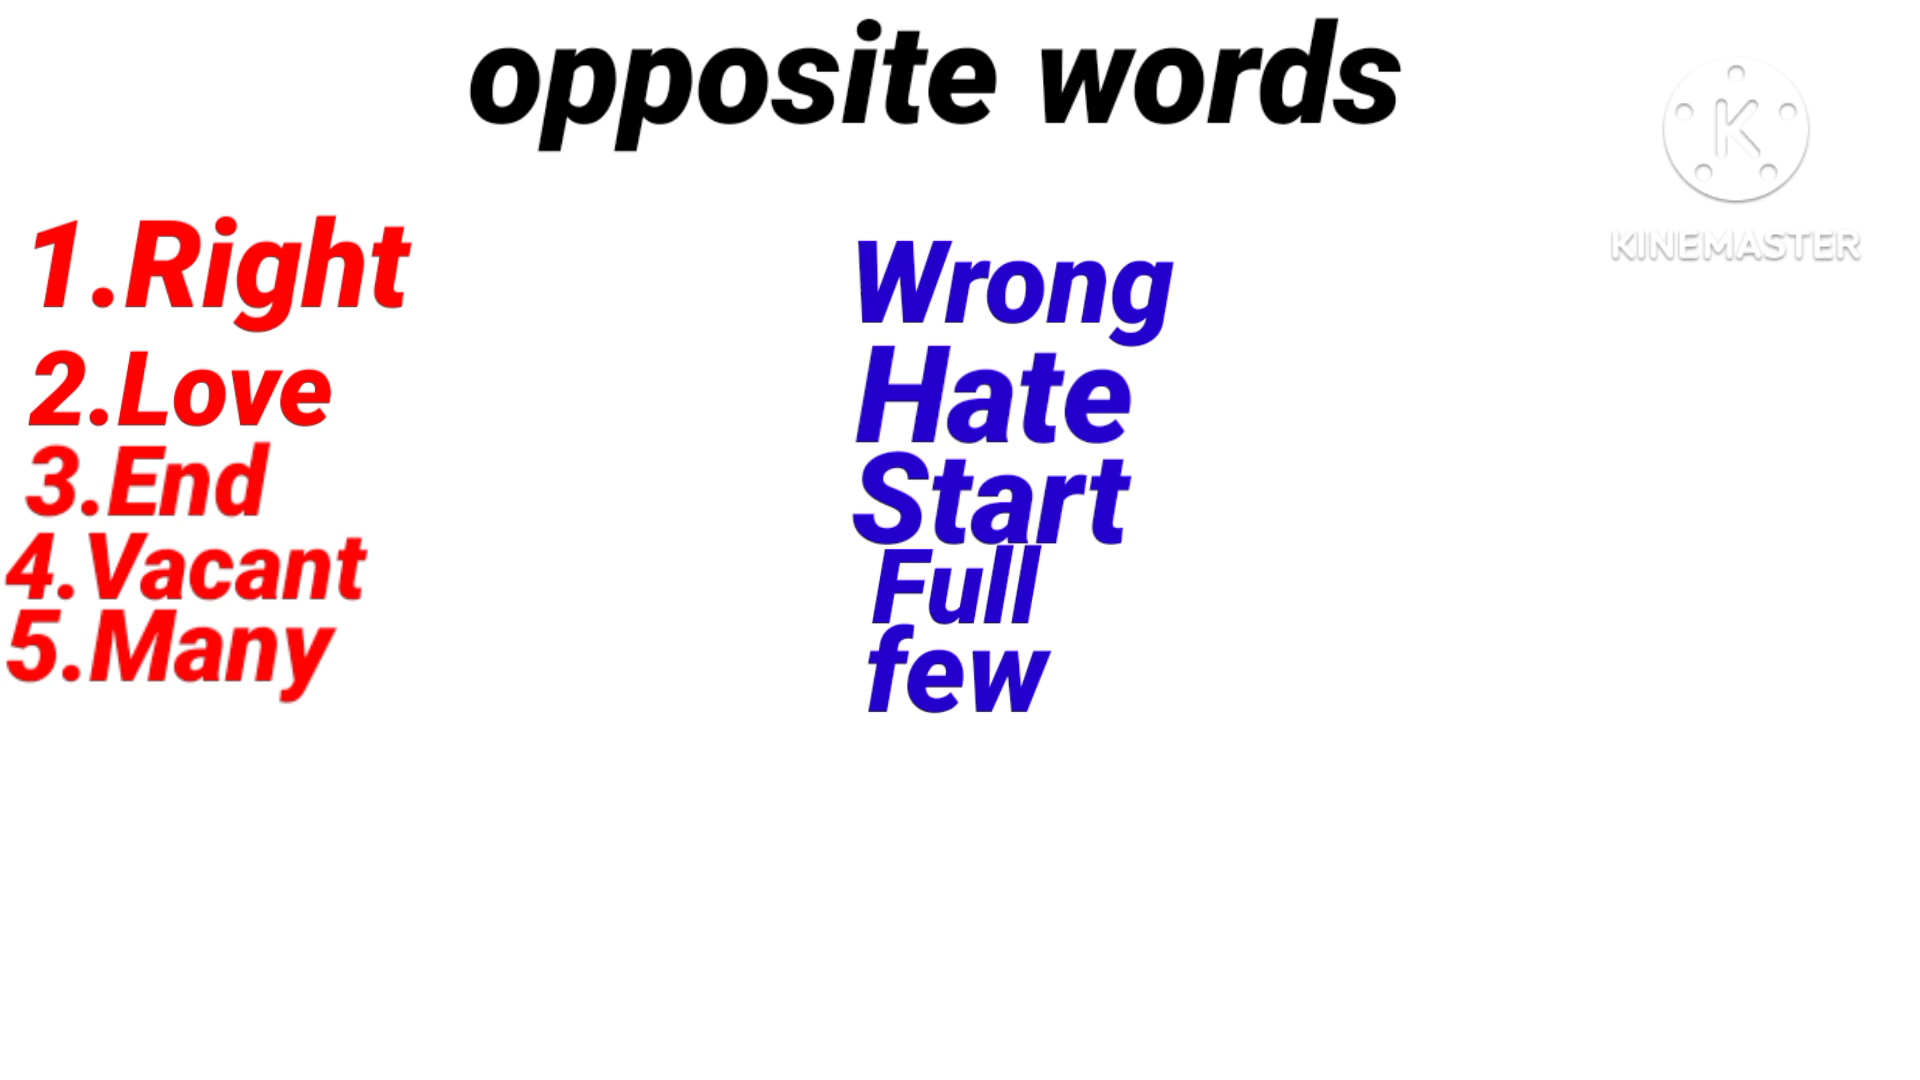 opposite words
K
KINEMASTER
1.Right Wrong
2.Love Hate
3.End Start
4.Vacant Full
5.Many few